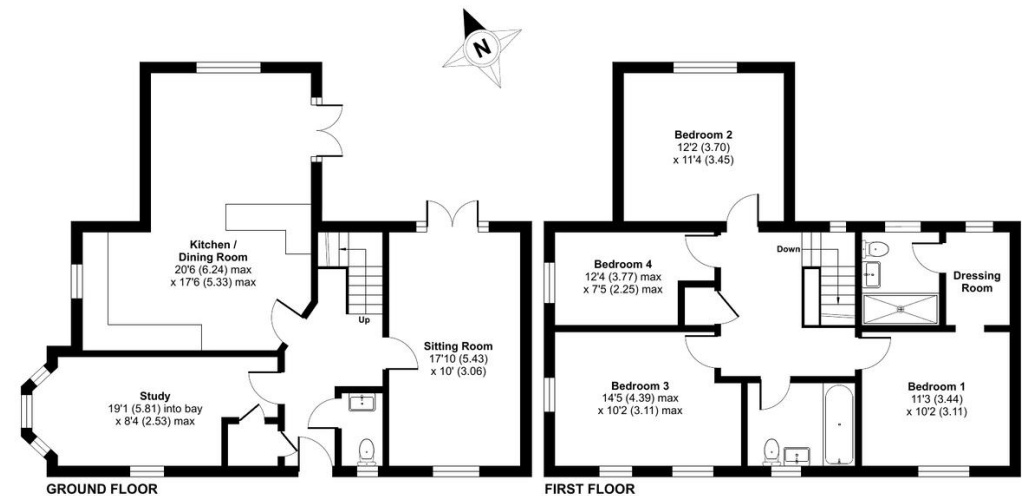 N
Kitchen /
Dining Room
20'6 (6.24) max
x 17'6 (5.33) max
Up
Sitting Room
17'10 (5.43)
x 10' (3.06)
Study
19'1 (5.81) into bay
x 8'4 (2.53) max
GROUND FLOOR
Bedroom 2
12'2 (3.70)
x 11'4 (3.45)
Bedroom 4
12'4 (3.77) max
x 7'5 (2.25) max
Down
Dressing
Room
Bedroom 3
14'5 (4.39) max
x 10'2 (3.11) max
Bedroom 1
11'3 (3.44)
x 10'2 (3.11)
FIRST FLOOR